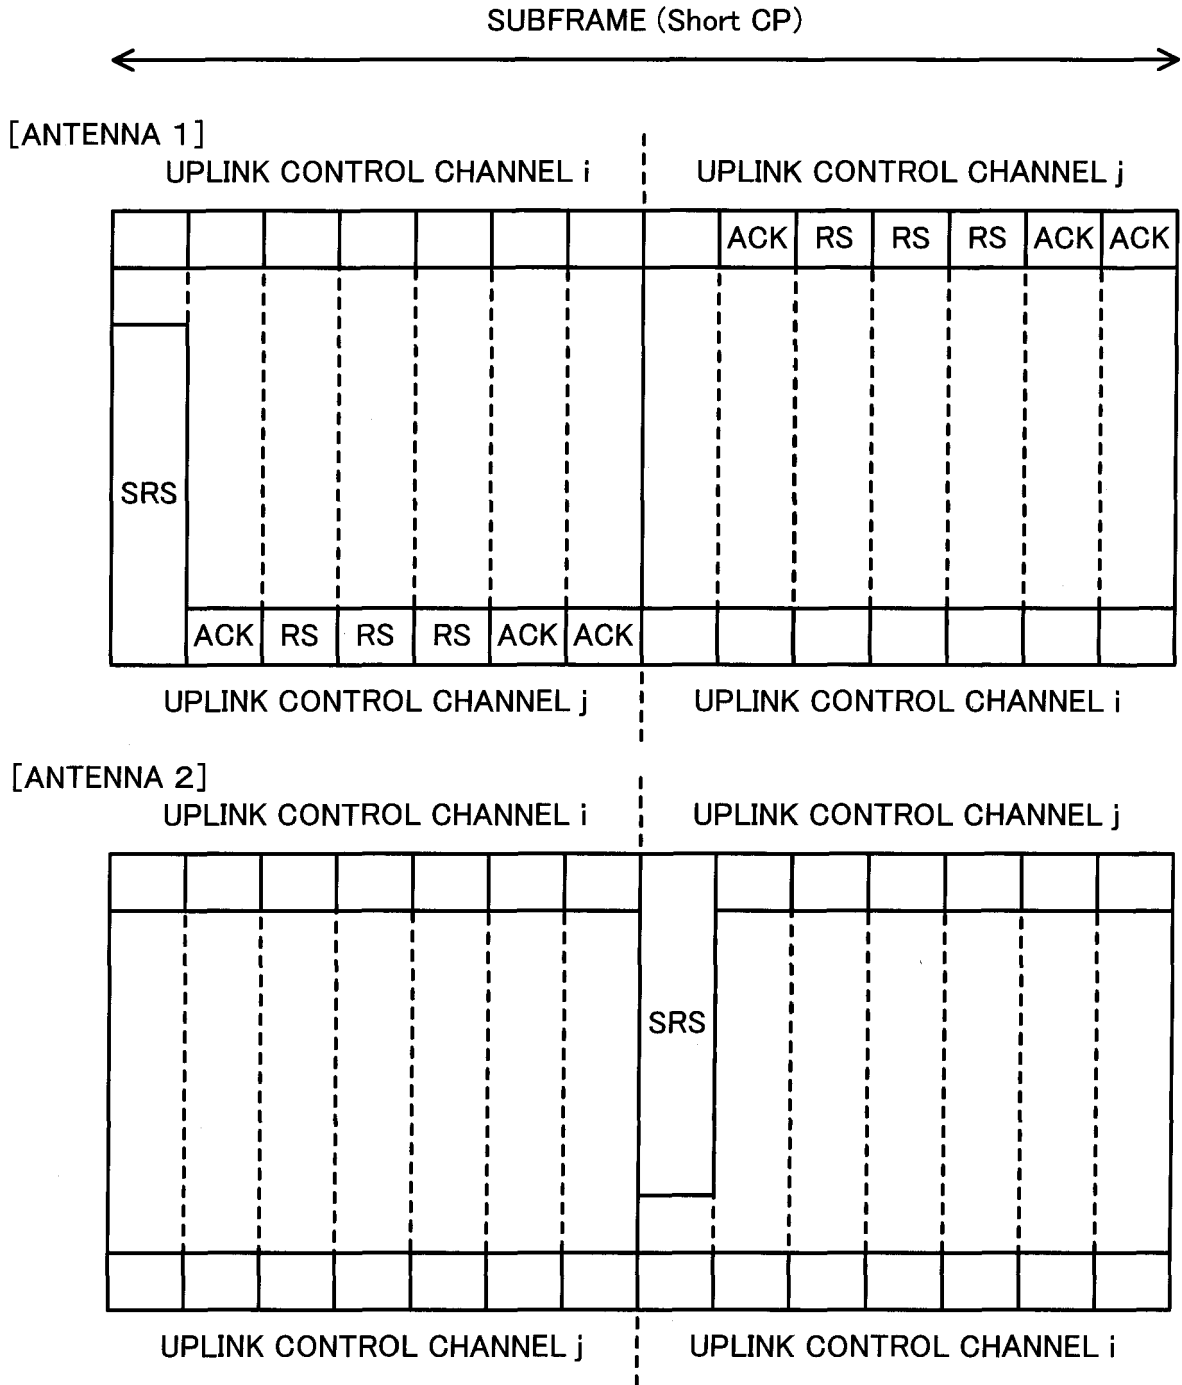 SUBFRAME (Short CP)
[ANTENNA 1]
UPLINK CONTROL CHANNEL i UPLINK CONTROL CHANNEL j
ACK RS RS RS ACK ACK
SRS
ACK RS RS RS ACK ACK
UPLINK CONTROL CHANNEL j UPLINK CONTROL CHANNEL i
[ANTENNA 2]
UPLINK CONTROL CHANNEL i UPLINK CONTROL CHANNEL j
SRS
UPLINK CONTROL CHANNEL j UPLINK CONTROL CHANNEL i